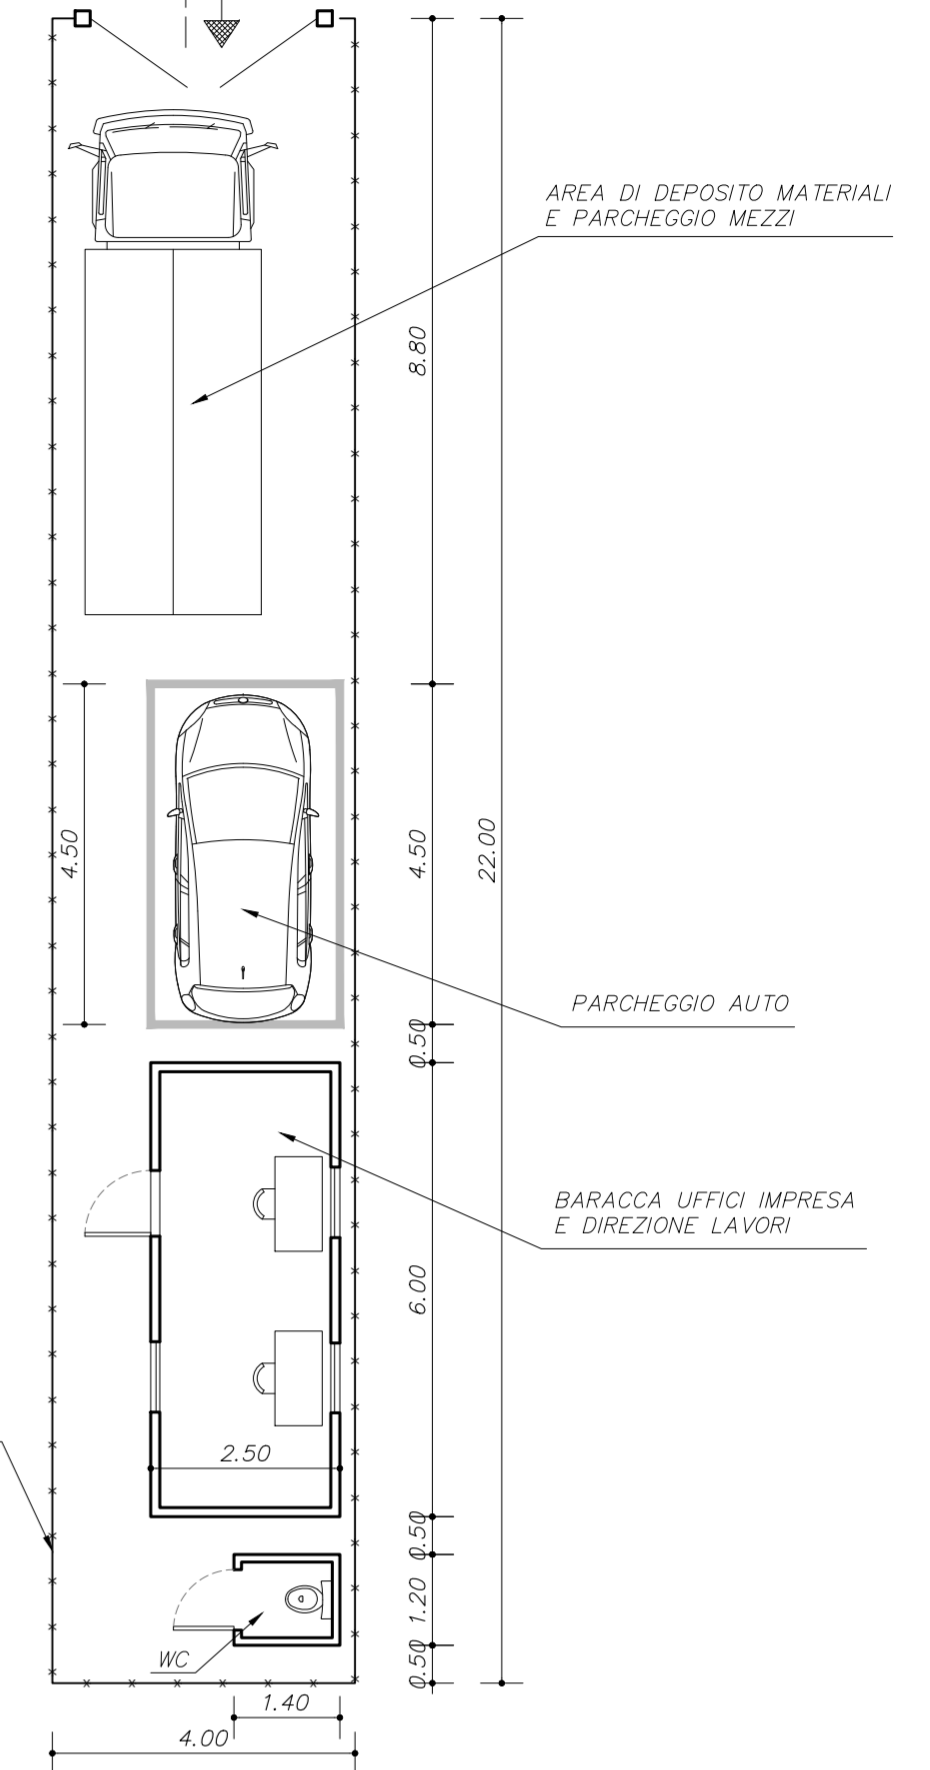 AREA DI DEPOSITO MATERIALI
E PARCHEGGIO MEZZI
8.80
4.50
4.50
22.00
PARCHEGGIO AUTO
0.50
BARACCA UFFICI IMPRESA
E DIREZIONE LAVORI
6.00
2.50
0.50
1.20
WC
0.50
1.40
4.00